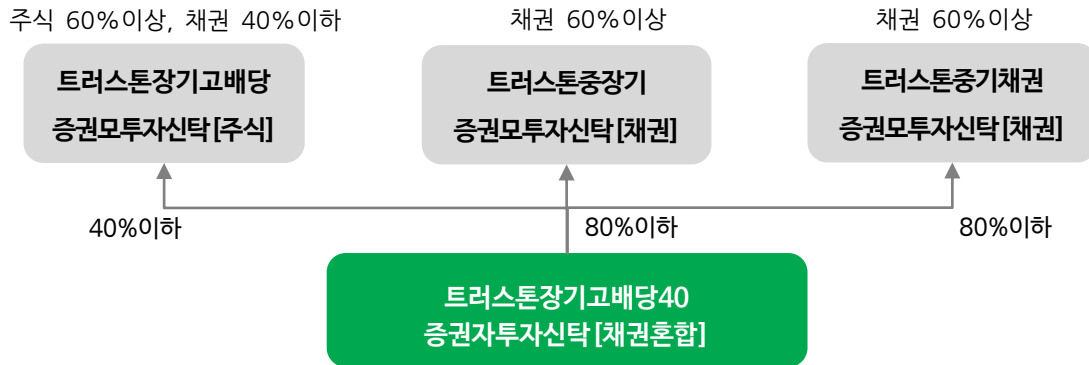 주식 60%이상, 채권 40%이하
채권 60%이상
채권 60%이상
트러스톤장기고배당
증권모투자신탁[주식]
트러스톤중장기
증권모투자신탁[채권]
트러스톤중기채권
증권모투자신탁[채권]
40%이하
80%이하
80%이하
트러스톤장기고배당40
증권자투자신탁[채권혼합]